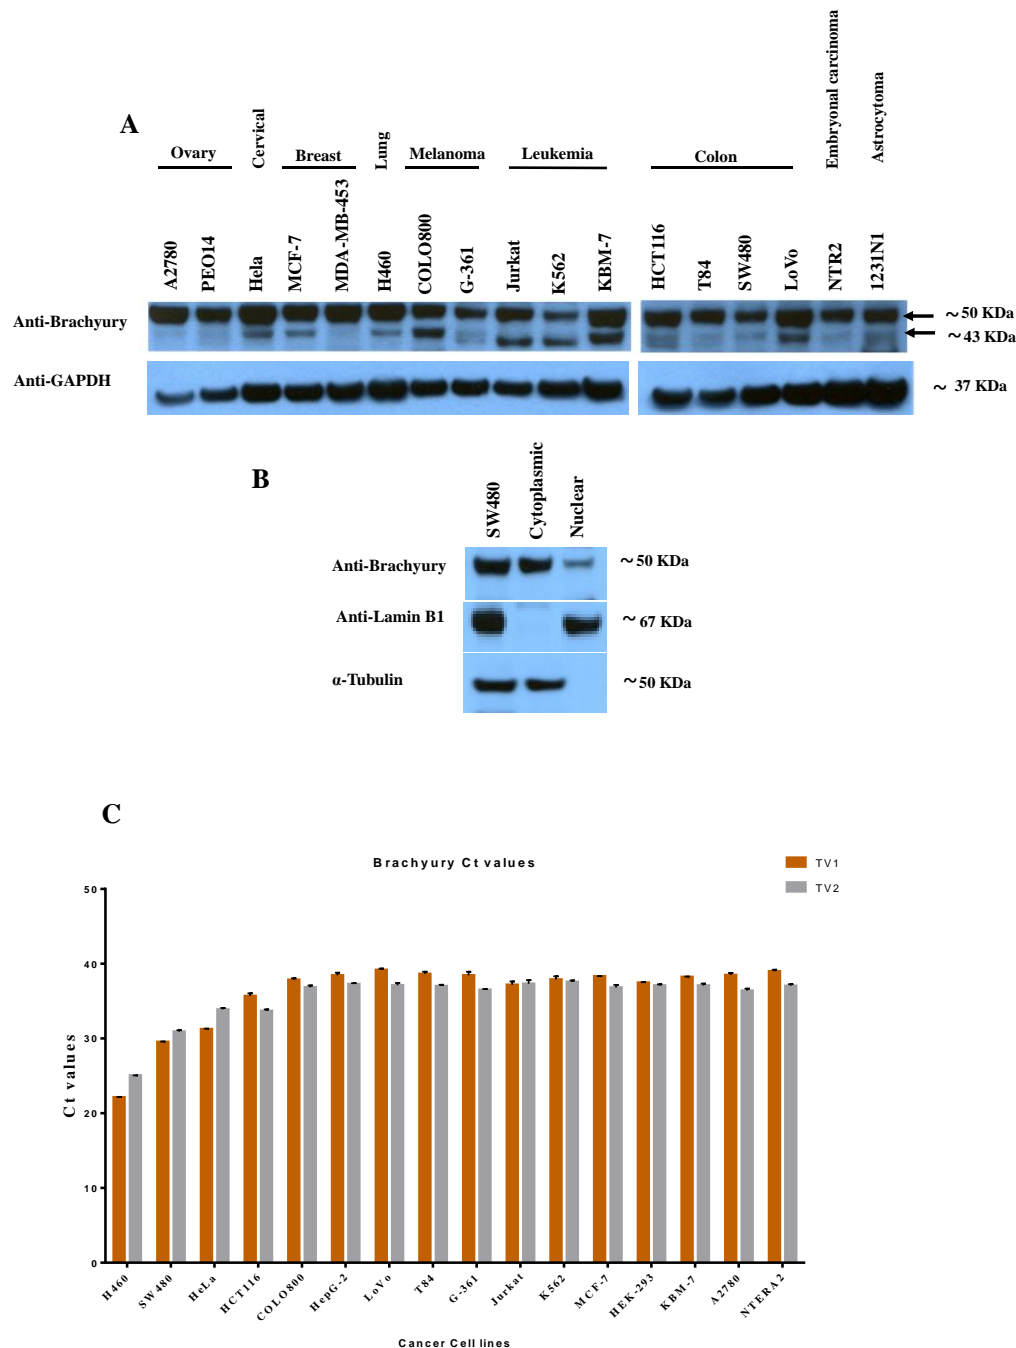 A
Ovary
Cervical
Breast
Lung
Melanoma
Leukemia
Colon
Embryonal carcinoma
Astrocytoma
A2780
PEO14
Hela
MCF-7
MDA-MB-453
H460
COLO800
G-361
Jurkat
K562
KBM-7
HCT116
T84
SW480
LoVo
NTR2
1231N1
Anti-Brachyury
~50 KDa
~43 KDa
Anti-GAPDH
~ 37 KDa
B
SW480
Cytoplasmic
Nuclear
Anti-Brachyury
~50 KDa
Anti-Lamin B1
~67 KDa
α-Tubulin
~50 KDa
C
Brachyury Ct values
TV1
TV2
Ct values
50
40
30
20
10
0
H460
SW480
HeLa
HCT116
COLO800
HepG-2
LoVo
T84
G-361
Jurkat
K562
MCF-7
HEK-293
KBM-7
A2780
NTERA2
Cancer Cell lines